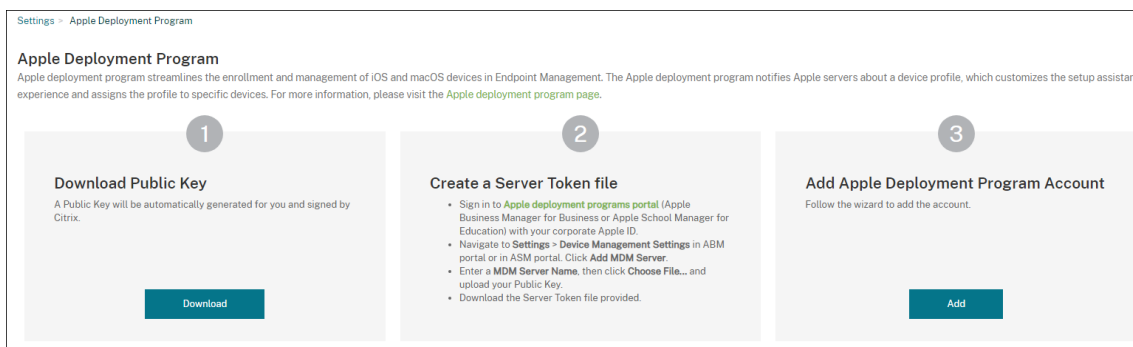 Settings > Apple Deployment Program
Apple Deployment Program
Apple deployment program streamlines the enrollment and management of iOS and macOS devices in Endpoint Management. The Apple deployment program notifies Apple servers about a device profile, which customizes the setup assistan
experience and assigns the profile to specific devices. For more information, please visit the Apple deployment program page.
1
Download Public Key
A Public Key will be automatically generated for you and signed by
Citrix.
Download
2
Create a Server Token file
• Sign in to Apple deployment programs portal (Apple
Business Manager for Business or Apple School Manager for
Education) with your corporate Apple ID.
• Navigate to Settings > Device Management Settings in ABM
portal or in ASM portal. Click Add MDM Server.
• Enter a MDM Server Name, then click Choose File... and
upload your Public Key.
• Download the Server Token file provided.
3
Add Apple Deployment Program Account
Follow the wizard to add the account.
Add